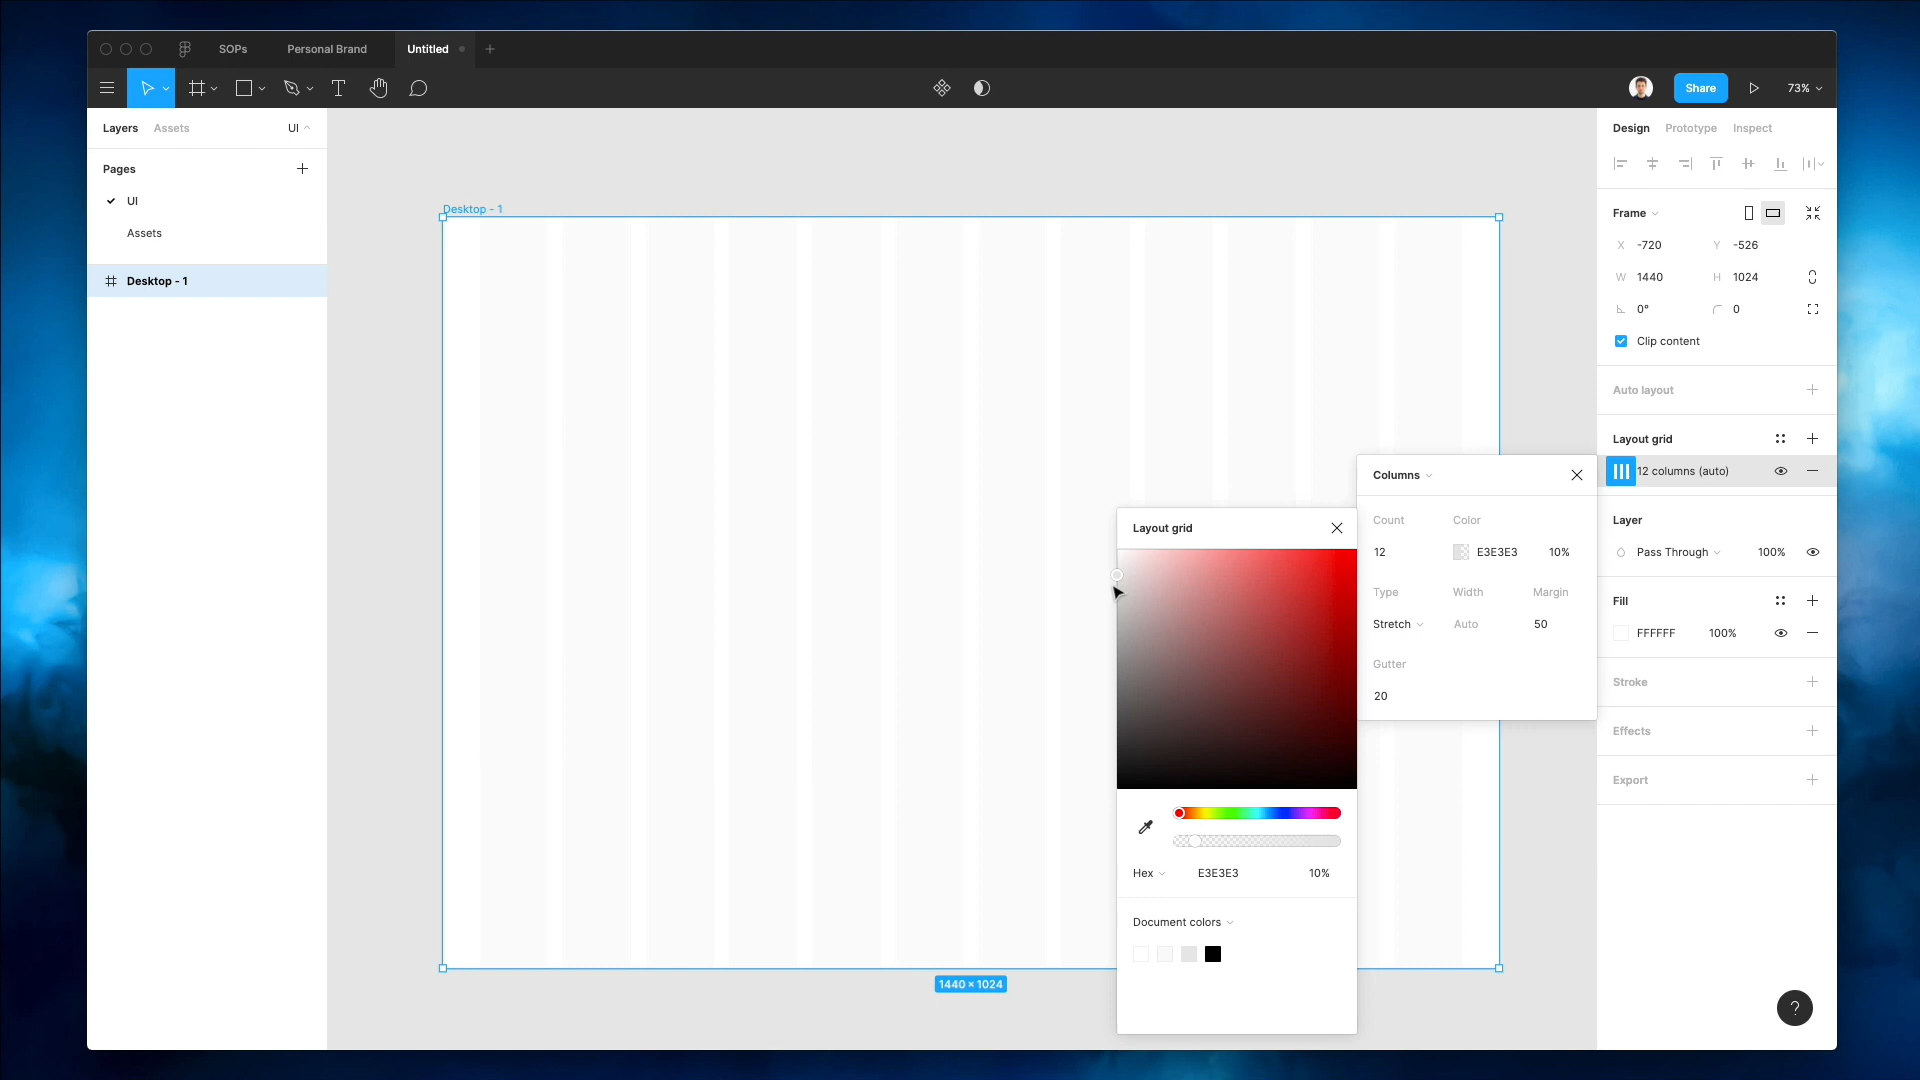 SOPs
Personal Brand
Untitled
Share
73%
Layers
Assets
UI
Pages
UI
Assets
Desktop - 1
Desktop - 1
1440 × 1024
Layout grid
Hex
E3E3E3
10%
Document colors
Columns
Count
Color
12
E3E3E3
10%
Type
Width
Margin
Stretch
Auto
50
Gutter
20
Design
Prototype
Inspect
Frame
X
-720
Y
-526
W
1440
H
1024
0°
0
Clip content
Auto layout
Layout grid
12 columns (auto)
Layer
Pass Through
100%
Fill
FFFFFF
100%
Stroke
Effects
Export
?